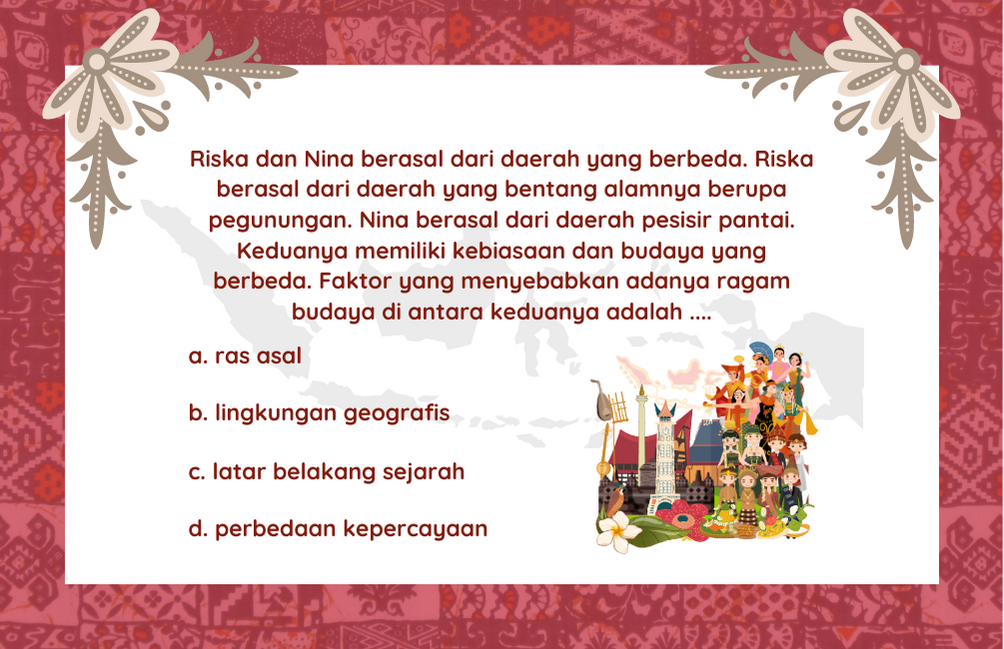 Riska dan Nina berasal dari daerah yang berbeda. Riska
berasal dari daerah yang bentang alamnya berupa
pegunungan. Nina berasal dari daerah pesisir pantai.
Keduanya memiliki kebiasaan dan budaya yang
berbeda. Faktor yang menyebabkan adanya ragam
budaya di antara keduanya adalah ....
a. ras asal
b. lingkungan geografis
c. latar belakang sejarah
d. perbedaan kepercayaan